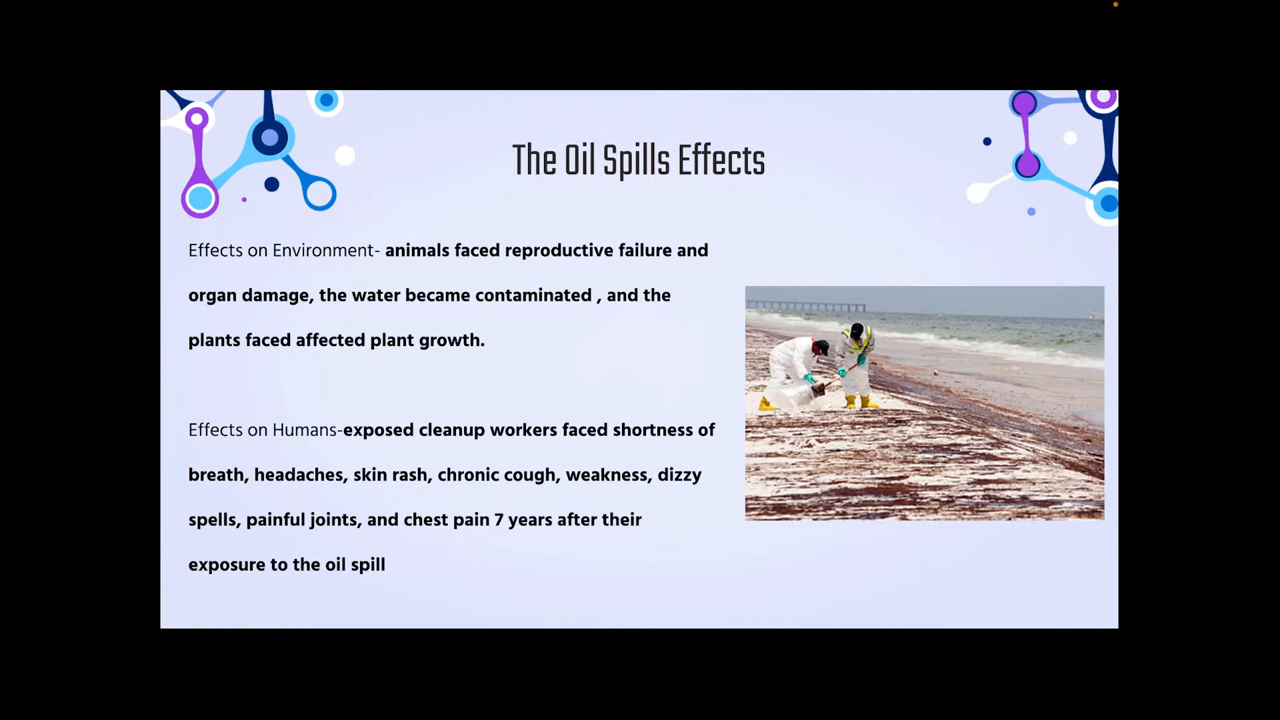 The Oil Spills Effects
Effects on Environment- animals faced reproductive failure and
organ damage, the water became contaminated , and the
plants faced affected plant growth.
Effects on Humans-exposed cleanup workers faced shortness of
breath, headaches, skin rash, chronic cough, weakness, dizzy
spells, painful joints, and chest pain 7 years after their
exposure to the oil spill